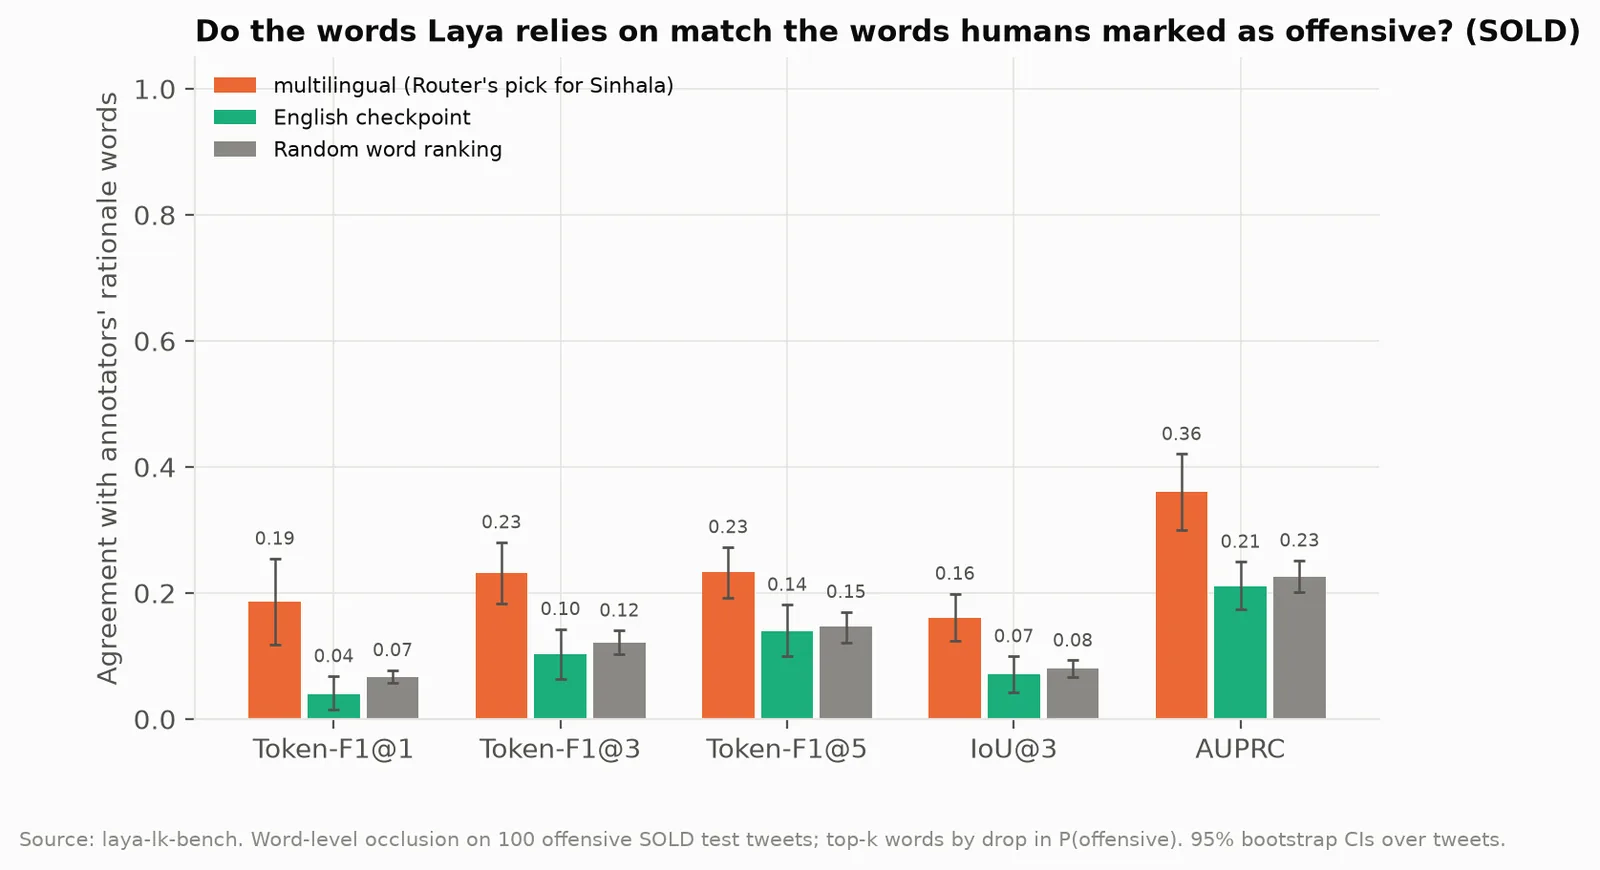 Do the words Laya relies on match the words humans marked as offensive? (SOLD)
multilingual (Router's pick for Sinhala)
English checkpoint
Random word ranking
Agreement with annotators' rationale words
1.0
0.8
0.6
0.4
0.2
0.0
0.19
0.04
0.07
0.23
0.10
0.12
0.23
0.14
0.15
0.16
0.07
0.08
0.36
0.21
0.23
Token-F1@1
Token-F1@3
Token-F1@5
IoU@3
AUPRC
Source: laya-lk-bench. Word-level occlusion on 100 offensive SOLD test tweets; top-k words by drop in P(offensive). 95% bootstrap CIs over tweets.